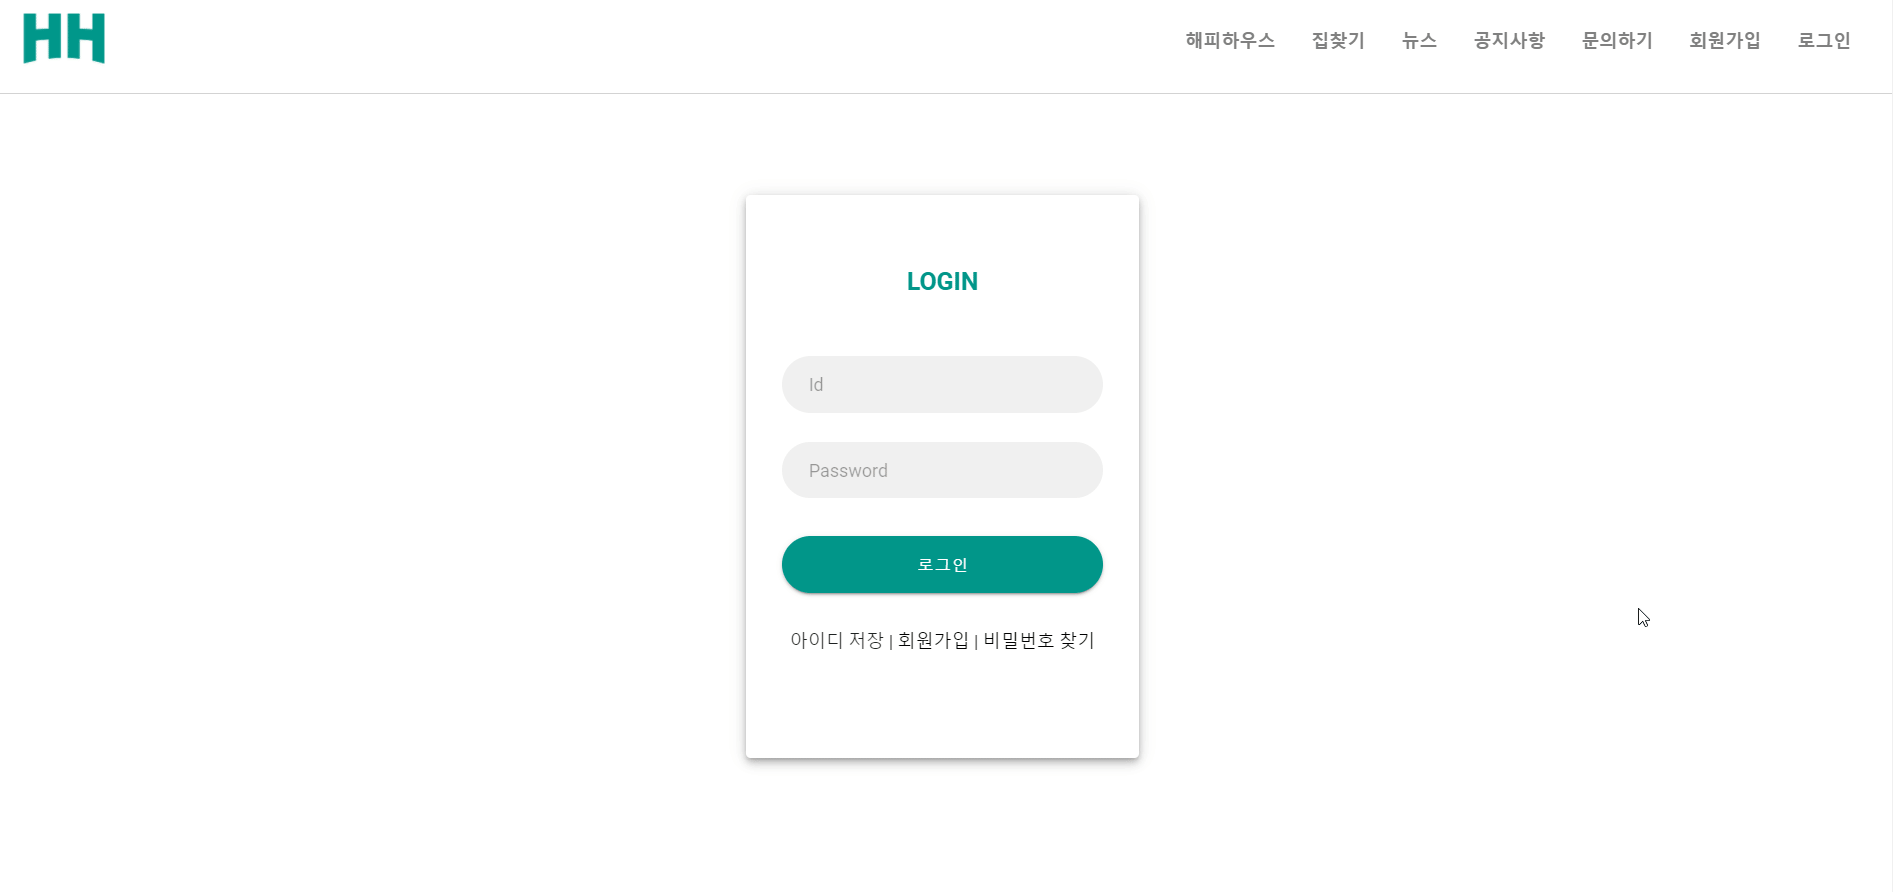 HH
해피하우스 집찾기 뉴스 공지사항 문의하기 회원가입 로그인
LOGIN
Id
Password
로그인
아이디 저장 | 회원가입 | 비밀번호 찾기